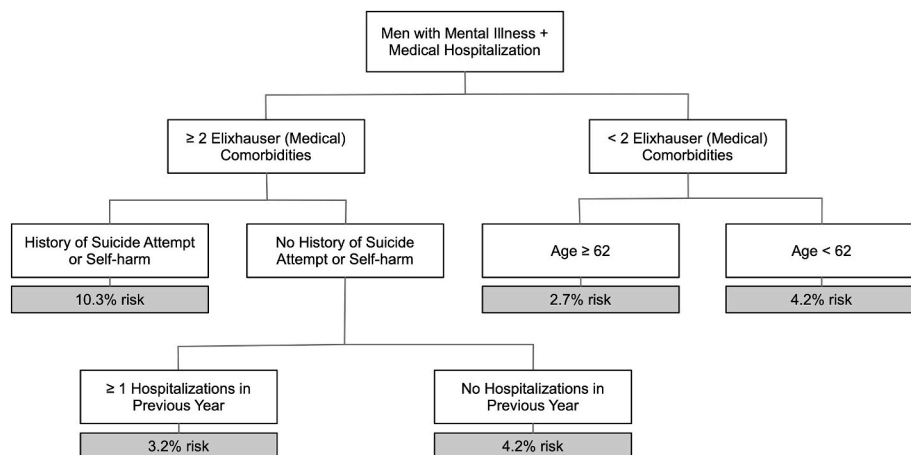 Men with Mental Illness +
Medical Hospitalization
≥ 2 Elixhauser (Medical)
Comorbidities
< 2 Elixhauser (Medical)
Comorbidities
History of Suicide Attempt
or Self-harm
10.3% risk
No History of Suicide
Attempt or Self-harm
Age ≥ 62
2.7% risk
Age < 62
4.2% risk
≥ 1 Hospitalizations in
Previous Year
3.2% risk
No Hospitalizations in
Previous Year
4.2% risk